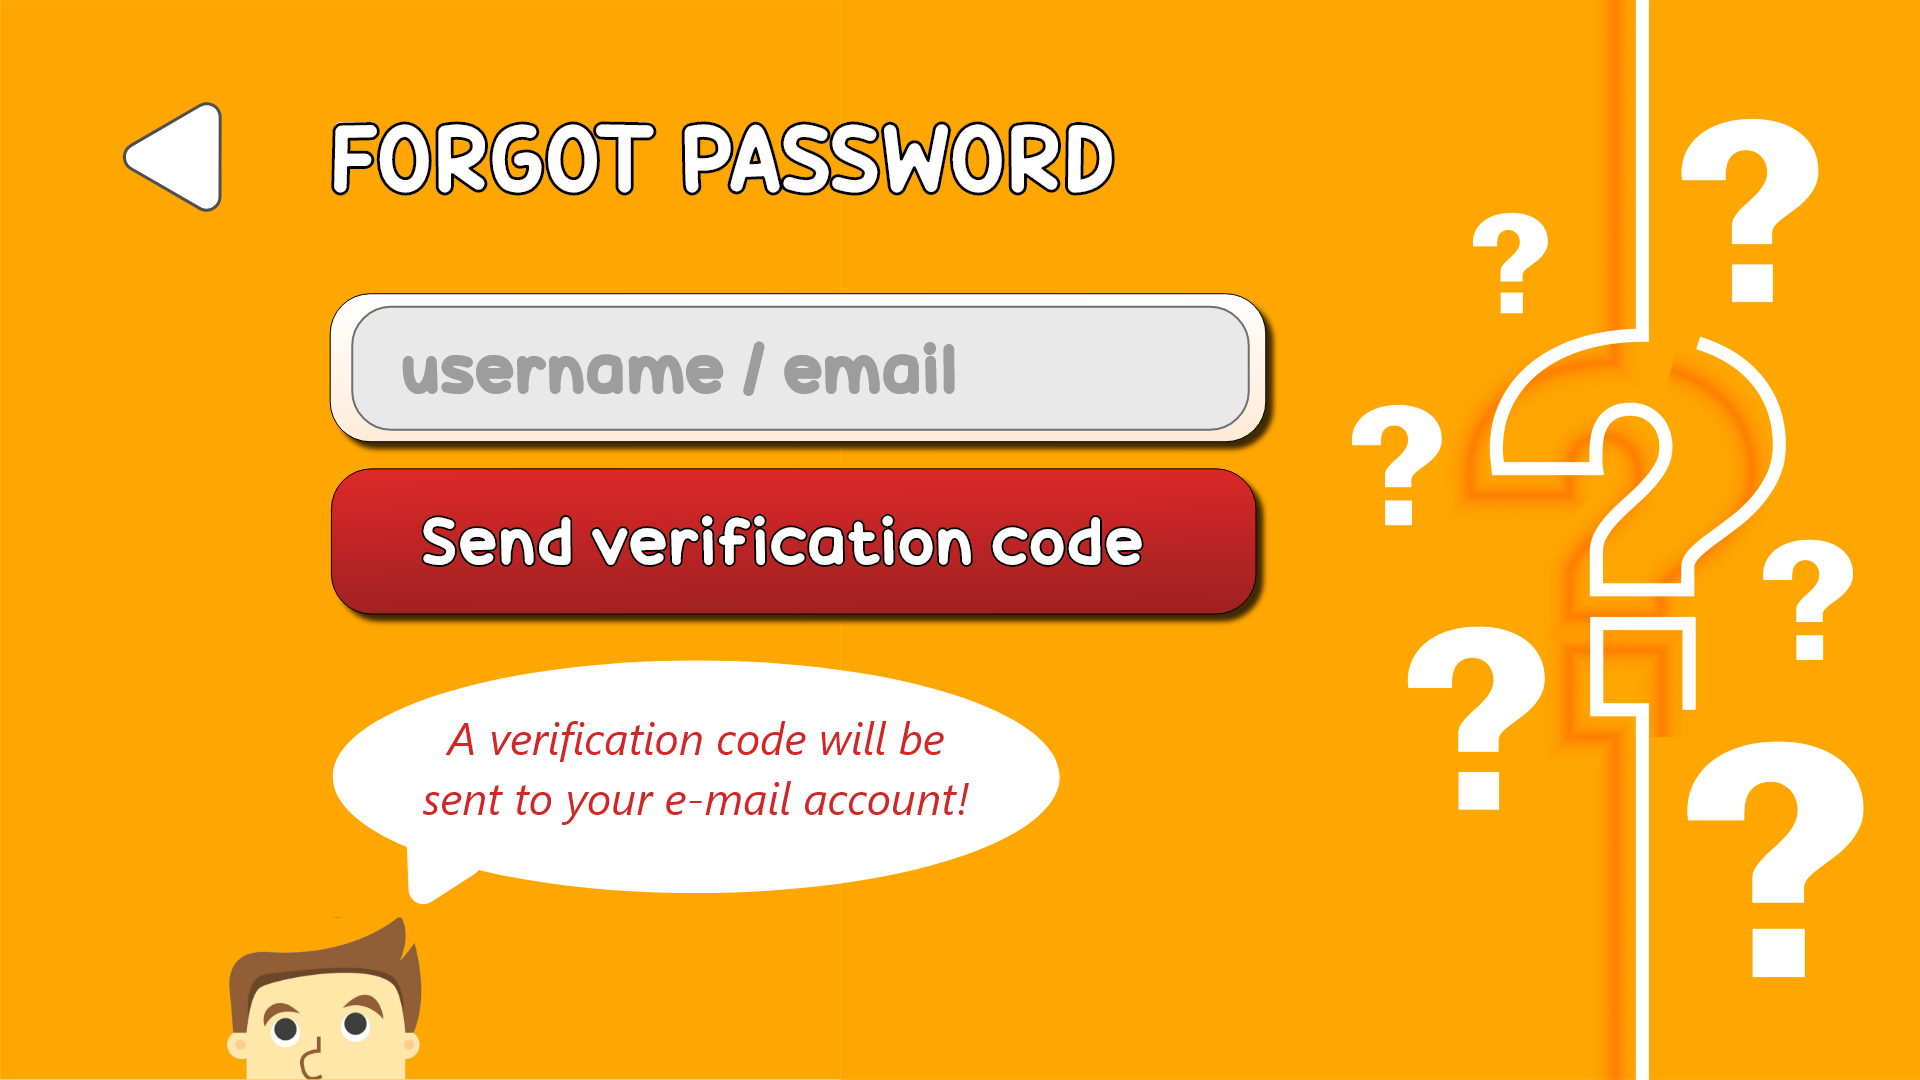 FORGOT PASSWORD
username / email
Send verification code
A verification code will be
sent to your e-mail account!
?
?
?
?
?
?
?